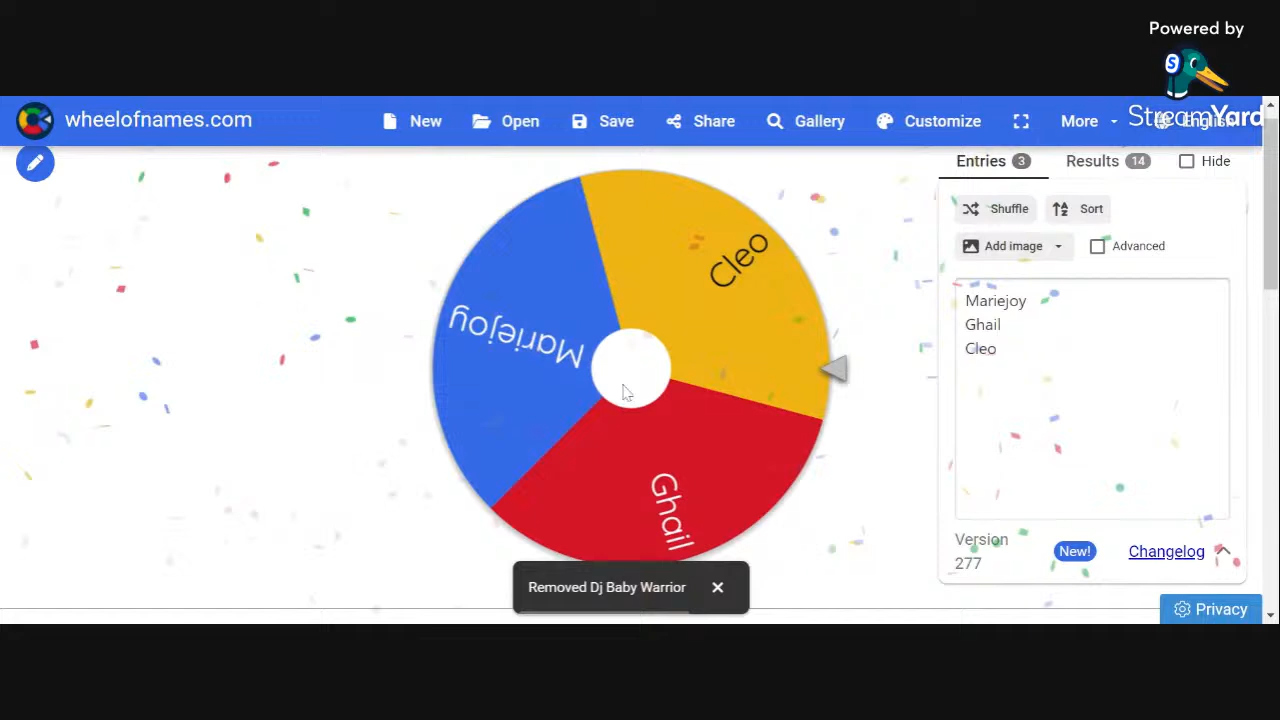 Powered by
S
StreamYard
wheelofnames.com
New
Open
Save
Share
Gallery
Customize
More
English
Entries 3
Results 14
Hide
Shuffle
Sort
Add image
Advanced
Mariejoy
Ghail
Cleo
Cleo
Mariejoy
Ghail
Version
277
New!
Changelog
Removed Dj Baby Warrior
Privacy